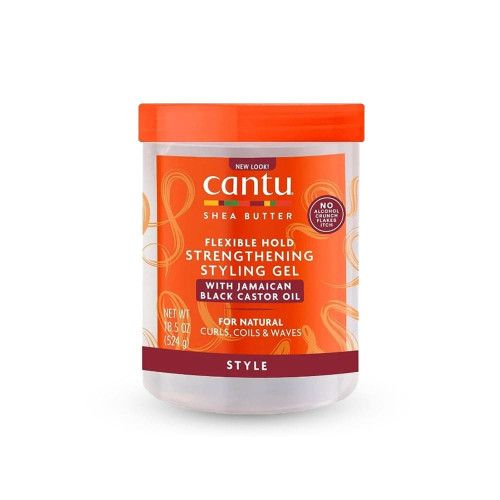 NEW LOOK!
cantu
SHEA BUTTER
NO
ALCOHOL
CRUNCH
FLAKES
ITCH
FLEXIBLE HOLD
STRENGTHENING
STYLING GEL
WITH JAMAICAN
BLACK CASTOR OIL
FOR NATURAL
CURLS, COILS & WAVES
NET WT
18.5 OZ
(524 g)
STYLE